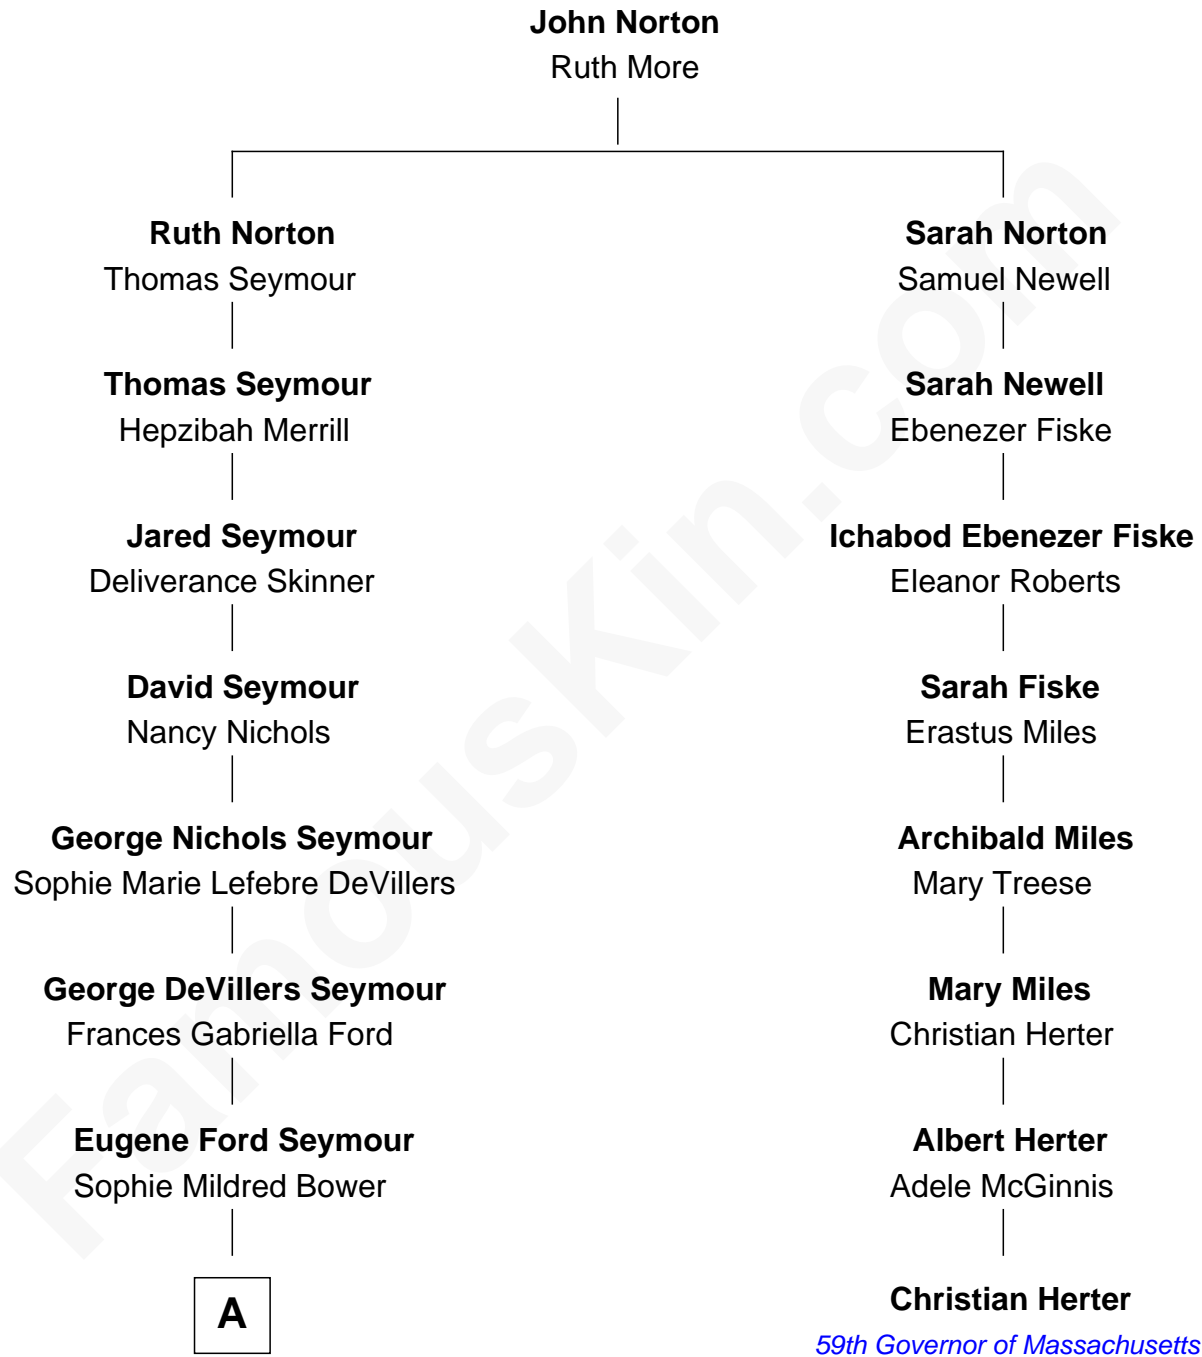 John Norton
Ruth More
Ruth Norton
Thomas Seymour
Thomas Seymour
Hepzibah Merrill
Jared Seymour
Deliverance Skinner
David Seymour
Nancy Nichols
George Nichols Seymour
Sophie Marie Lefebre DeVillers
George DeVillers Seymour
Frances Gabriella Ford
Eugene Ford Seymour
Sophie Mildred Bower
A
Sarah Norton
Samuel Newell
Sarah Newell
Ebenezer Fiske
Ichabod Ebenezer Fiske
Eleanor Roberts
Sarah Fiske
Erastus Miles
Archibald Miles
Mary Treese
Mary Miles
Christian Herter
Albert Herter
Adele McGinnis
Christian Herter
59th Governor of Massachusetts
FamousKin.com